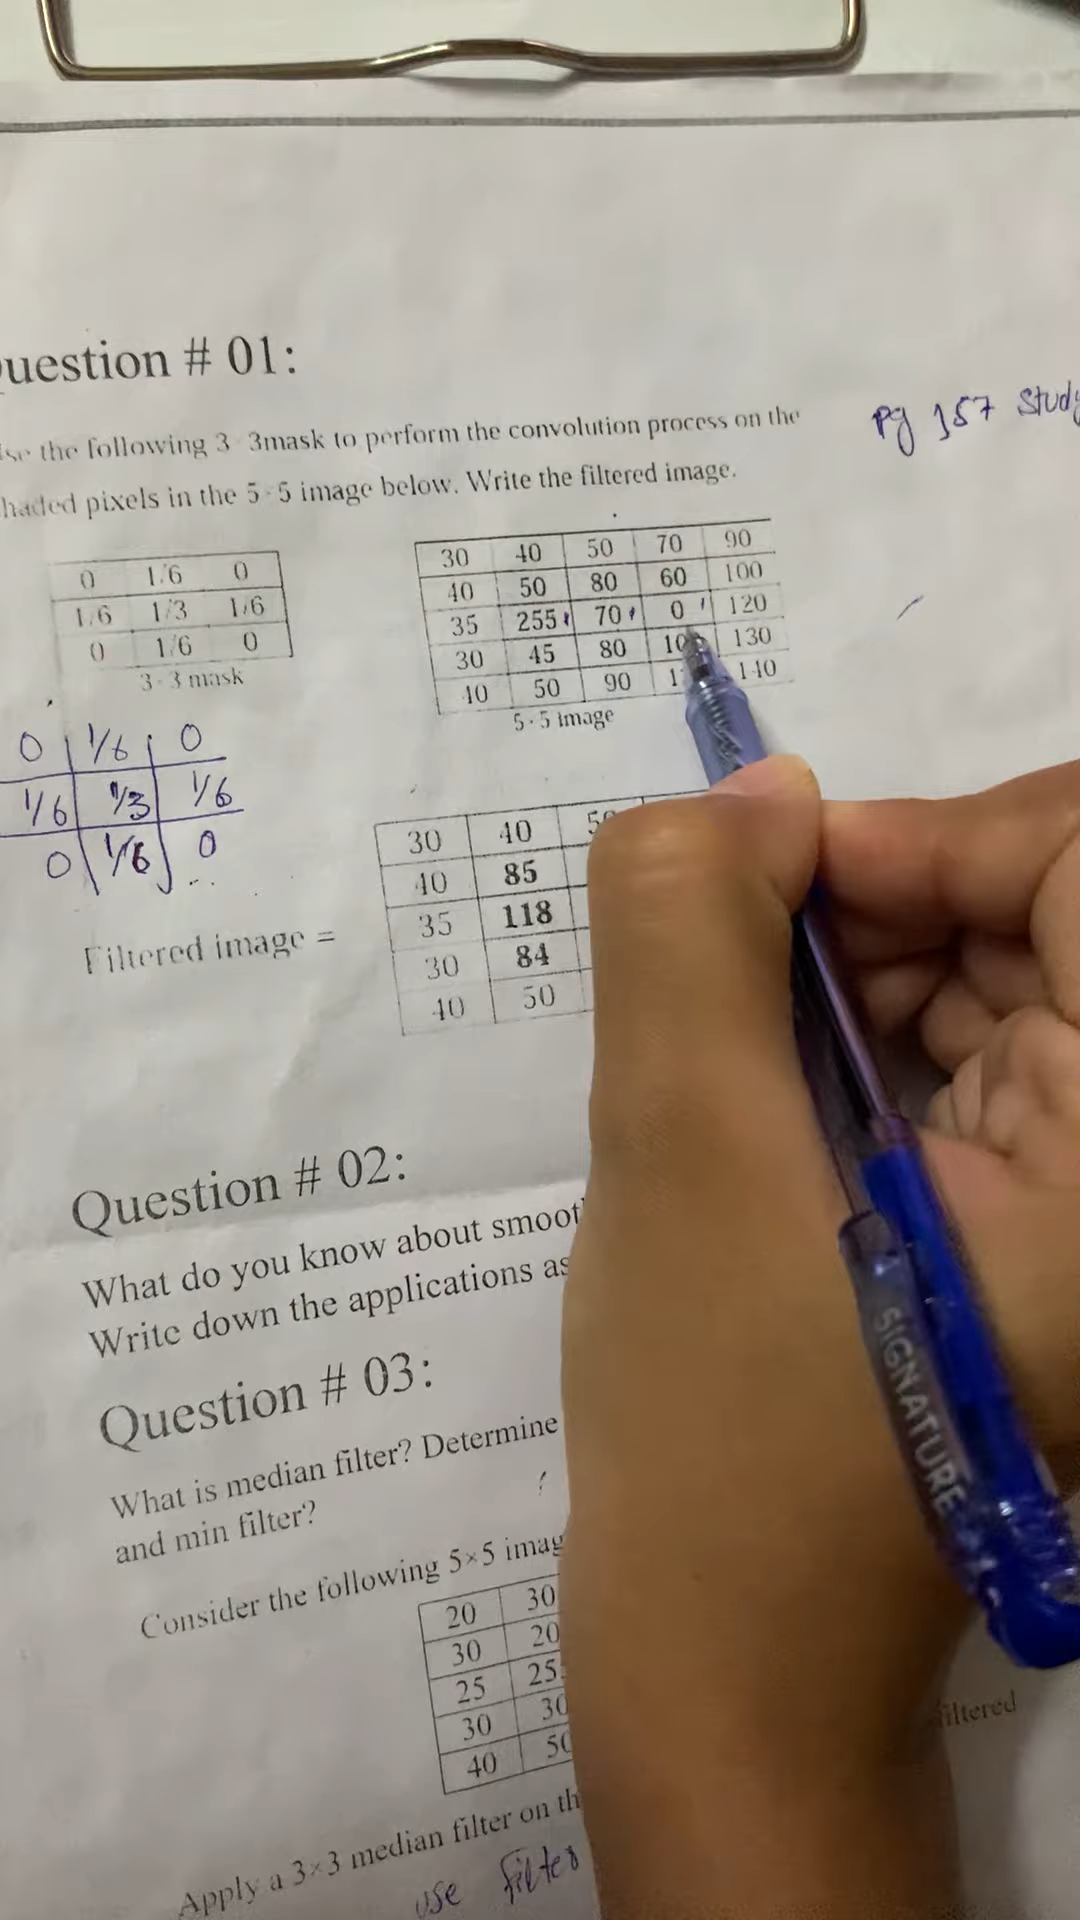 uestion # 01:
Pg 157 Study
the following 3×3mask to perform the convolution process on the
haded pixels in the 5×5 image below. Write the filtered image.
0 1/6 0
1/6 1/3 1/6
0 1/6 0
3×3 mask
30 40 50 70 90
40 50 80 60 100
35 255 70 0 120
30 45 80 130
40 50 90 140
5×5 image
0 1/6 0
1/6 1/3 1/6
0 1/6 0
Filtered image =
30 40
40 85
35 118
30 84
40 50
Question # 02:
What do you know about
Write down the applications
Question # 03:
What is median filter? Determine
and min filter?
Consider the following 5×5
20 30
30 20
25
30 30
40
filtered
Apply a 3×3 median filter on
use filter
SIGNATURE